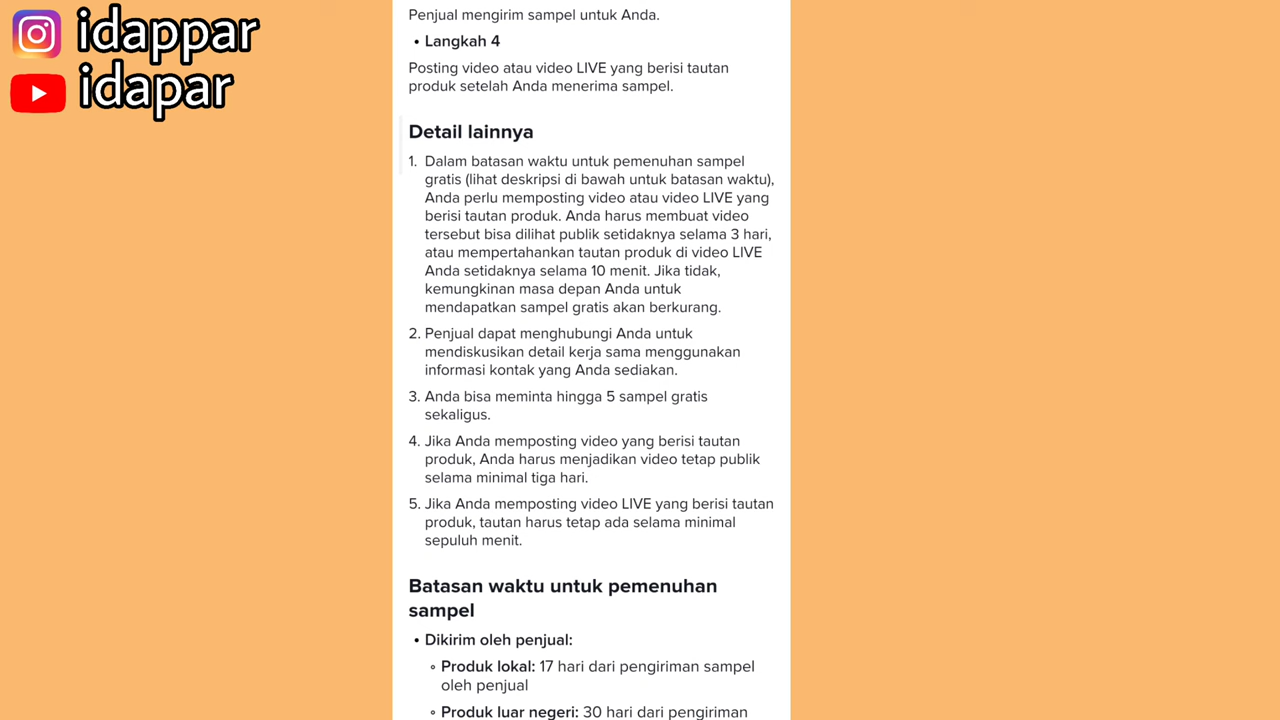 idappar
idapar
Penjual mengirim sampel untuk Anda.
• Langkah 4
Posting video atau video LIVE yang berisi tautan
produk setelah Anda menerima sampel.
Detail lainnya
1. Dalam batasan waktu untuk pemenuhan sampel
gratis (lihat deskripsi di bawah untuk batasan waktu),
Anda perlu memposting video atau video LIVE yang
berisi tautan produk. Anda harus membuat video
tersebut bisa dilihat publik setidaknya selama 3 hari,
atau mempertahankan tautan produk di video LIVE
Anda setidaknya selama 10 menit. Jika tidak,
kemungkinan masa depan Anda untuk
mendapatkan sampel gratis akan berkurang.
2. Penjual dapat menghubungi Anda untuk
mendiskusikan detail kerja sama menggunakan
informasi kontak yang Anda sediakan.
3. Anda bisa meminta hingga 5 sampel gratis
sekaligus.
4. Jika Anda memposting video yang berisi tautan
produk, Anda harus menjadikan video tetap publik
selama minimal tiga hari.
5. Jika Anda memposting video LIVE yang berisi tautan
produk, tautan harus tetap ada selama minimal
sepuluh menit.
Batasan waktu untuk pemenuhan
sampel
• Dikirim oleh penjual:
◦ Produk lokal: 17 hari dari pengiriman sampel
oleh penjual
◦ Produk luar negeri: 30 hari dari pengiriman